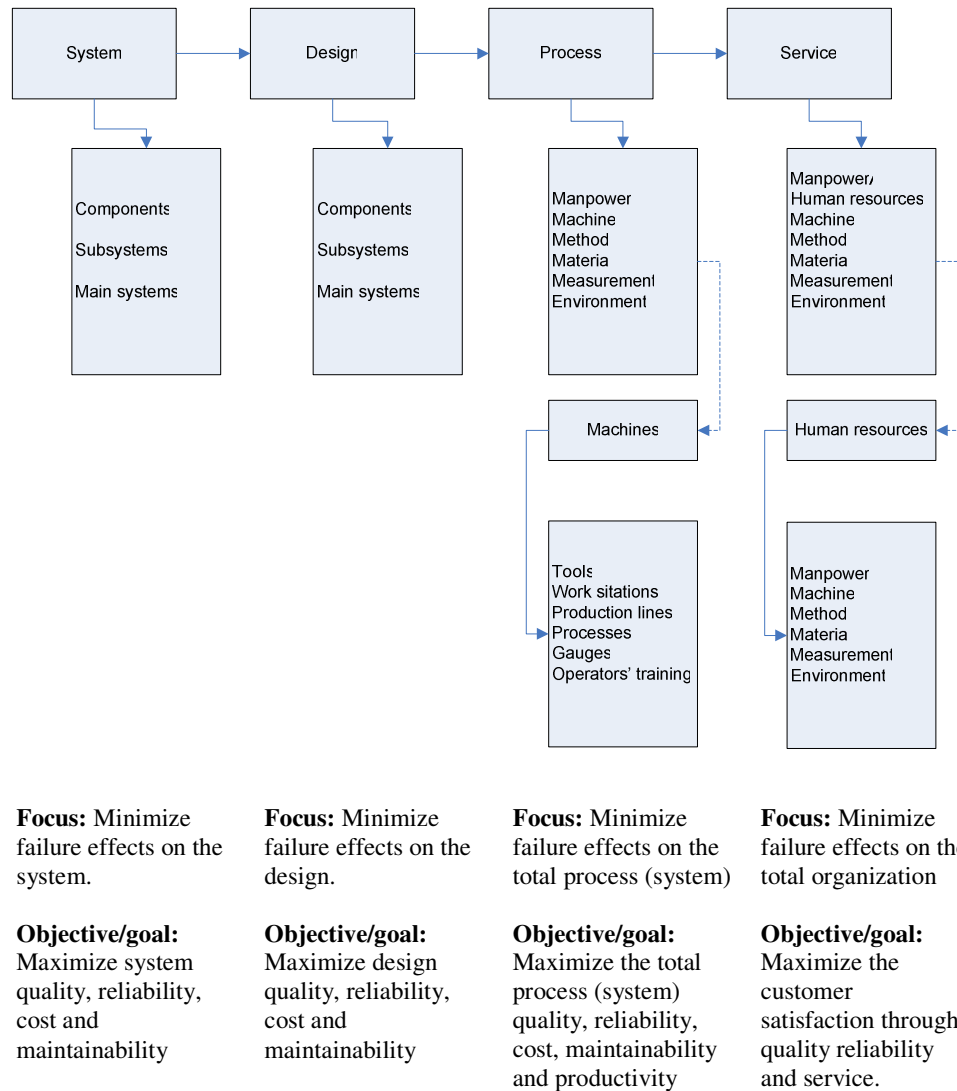 System
Design
Process
Service
Components
Subsystems
Main systems
Components
Subsystems
Main systems
Manpower
Machine
Method
Materia
Measurement
Environment
Manpower/
Human resources
Machine
Method
Materia
Measurement
Environment
Machines
Human resources
Tools
Work sitations
Production lines
Processes
Gauges
Operators' training
Manpower
Machine
Method
Materia
Measurement
Environment
Focus: Minimize
failure effects on the
system.
Objective/goal:
Maximize system
quality, reliability,
cost and
maintainability
Focus: Minimize
failure effects on the
design.
Objective/goal:
Maximize design
quality, reliability,
cost and
maintainability
Focus: Minimize
failure effects on the
total process (system)
Objective/goal:
Maximize the total
process (system)
quality, reliability,
cost, maintainability
and productivity
Focus: Minimize
failure effects on the
total organization
Objective/goal:
Maximize the
customer
satisfaction through
quality reliability
and service.